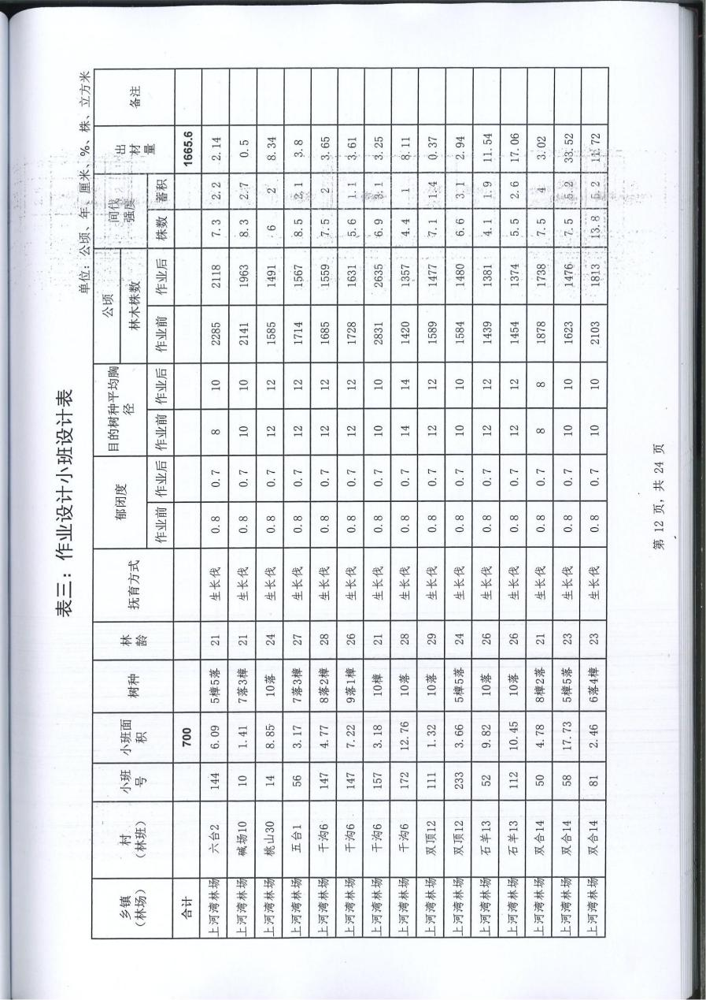 表三：作业设计小班设计表
单位：公顷、年、厘米、%、株、立方米
乡镇（林场） 村（林班） 小班号 小班面积 树种 林龄 抚育方式 郁闭度 目的树种平均胸径 公顷 间伐强度 出材量 备注
林木株数
作业前 作业后 作业前 作业后 作业前 作业后 株数 蓄积
合计 700 1665.6
上河湾林场 六台2 144 6.09 5樟5落 21 生长伐 0.8 0.7 8 10 2285 2118 7.3 2.2 2.14
上河湾林场 碱场10 10 1.41 7落3樟 21 生长伐 0.8 0.7 10 10 2141 1963 8.3 2.7 0.5
上河湾林场 桃山30 14 8.85 10落 24 生长伐 0.8 0.7 12 12 1585 1491 6 2 8.34
上河湾林场 五台1 56 3.17 7落3樟 27 生长伐 0.8 0.7 12 12 1714 1567 8.5 2.1 3.8
上河湾林场 干沟6 147 4.77 8落2樟 28 生长伐 0.8 0.7 12 12 1685 1559 7.5 2 3.65
上河湾林场 干沟6 147 7.22 9落1樟 26 生长伐 0.8 0.7 12 12 1728 1631 5.6 1.1 3.61
上河湾林场 干沟6 157 3.18 10樟 21 生长伐 0.8 0.7 10 10 2831 2635 6.9 3.1 3.25
上河湾林场 干沟6 172 12.76 10落 28 生长伐 0.8 0.7 14 14 1420 1357 4.4 1 8.11
上河湾林场 双顶12 111 1.32 10落 29 生长伐 0.8 0.7 12 12 1589 1477 7.1 1.4 0.37
上河湾林场 双顶12 233 3.66 5樟5落 24 生长伐 0.8 0.7 10 10 1584 1480 6.6 3.1 2.94
上河湾林场 石羊13 52 9.82 10落 26 生长伐 0.8 0.7 12 12 1439 1381 4.1 1.9 11.54
上河湾林场 石羊13 112 10.45 10落 26 生长伐 0.8 0.7 12 12 1454 1374 5.5 2.6 17.06
上河湾林场 双合14 50 4.78 8樟2落 21 生长伐 0.8 0.7 8 8 1878 1738 7.5 4 3.02
上河湾林场 双合14 58 17.73 5樟5落 23 生长伐 0.8 0.7 10 10 1623 1476 7.5 5.2 33.52
上河湾林场 双合14 81 2.46 6落4樟 23 生长伐 0.8 0.7 10 10 2103 1813 13.8 5.2 11.72
第 12 页，共 24 页